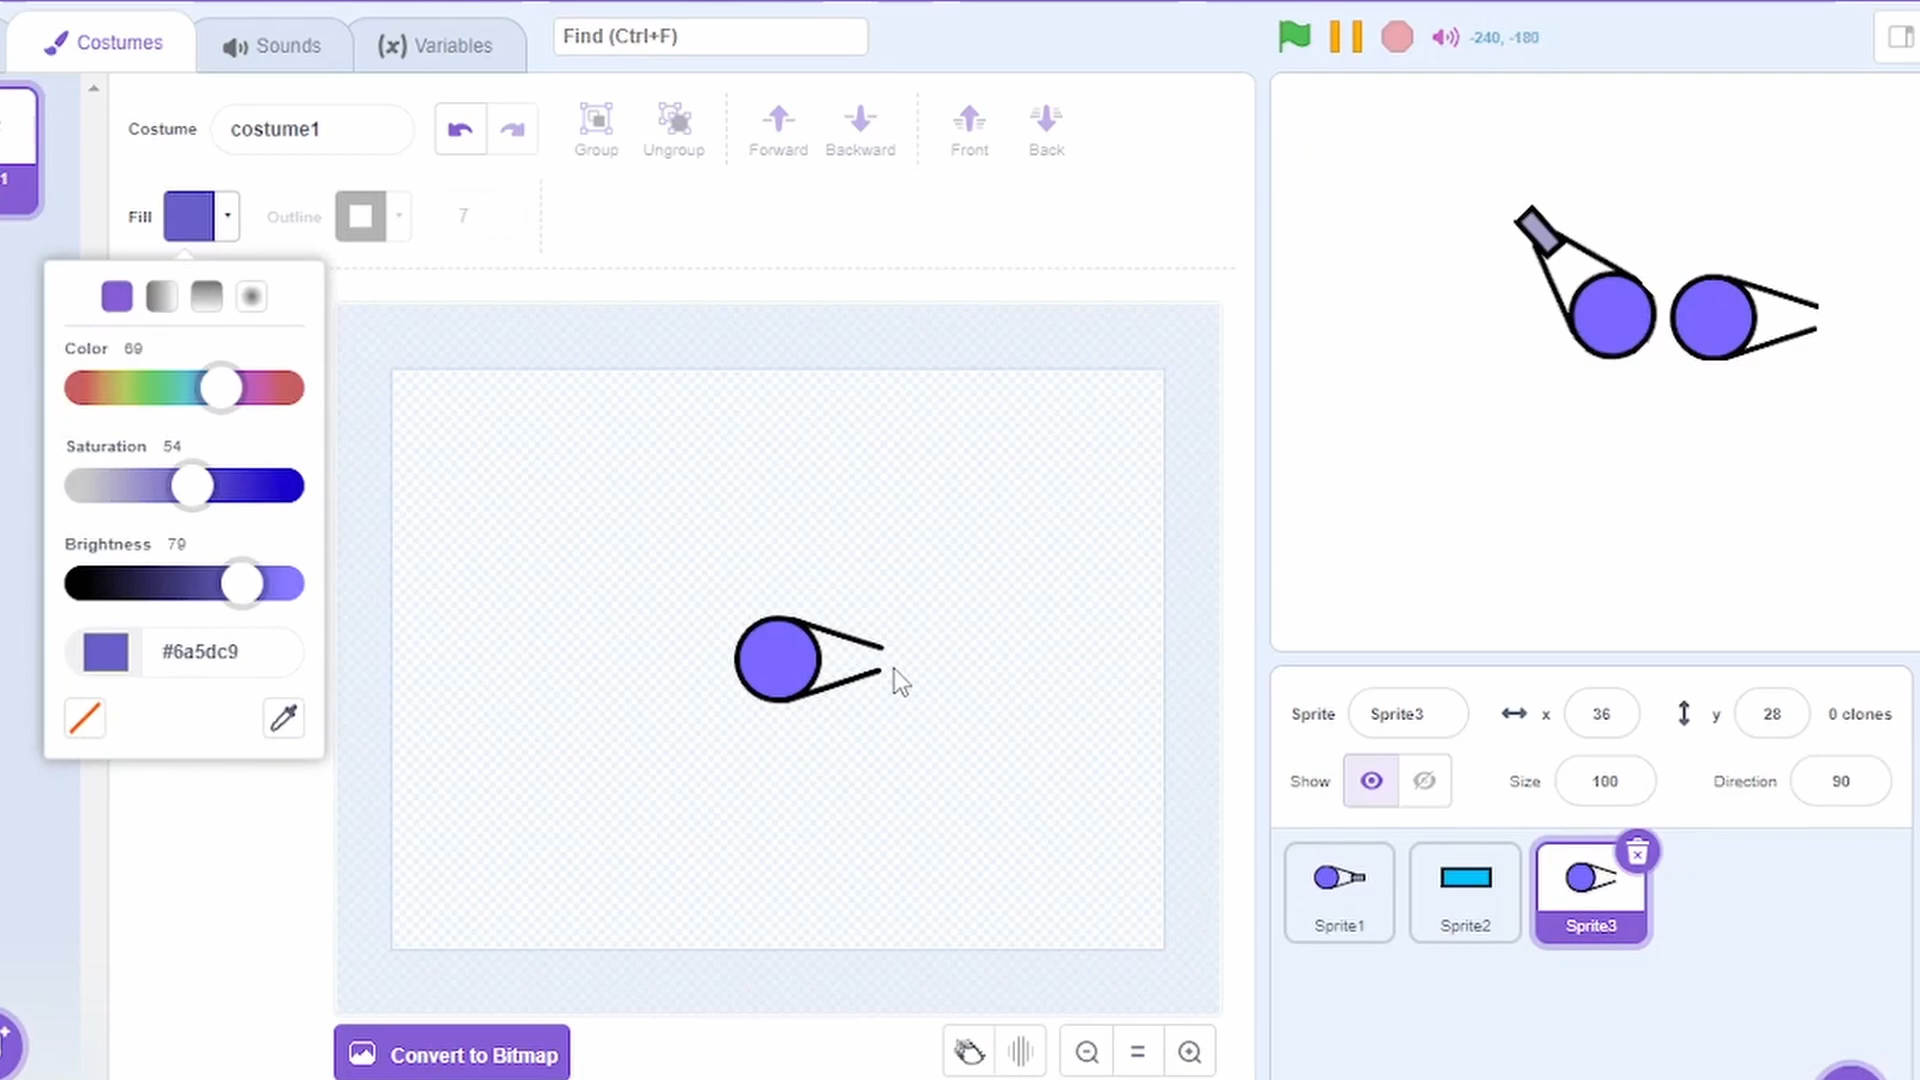 Costumes
Sounds
(x) Variables
Find (Ctrl+F)
-240, -180
Costume
costume1
Group
Ungroup
Forward
Backward
Front
Back
Fill
Outline
7
1
Color 69
Saturation 54
Brightness 79
#6a5dc9
Convert to Bitmap
Sprite
Sprite3
x
36
y
28
0 clones
Show
Size
100
Direction
90
Sprite1
Sprite2
Sprite3